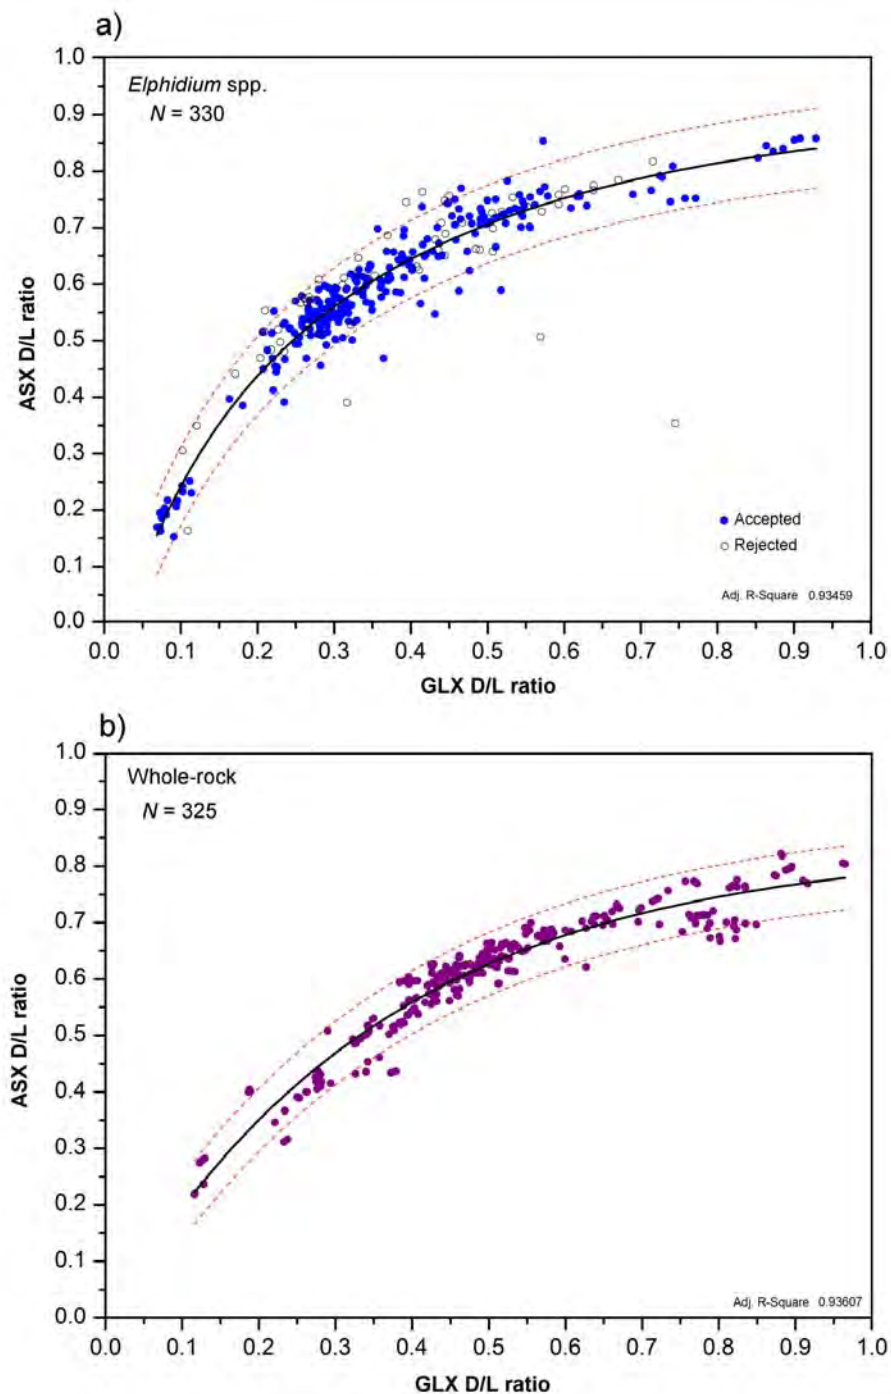 a)
1.0
0.9
0.8
0.7
0.6
0.5
0.4
0.3
0.2
0.1
0.0
ASX D/L ratio
Elphidium spp.
N = 330
Accepted
Rejected
Adj. R-Square 0.93459
0.0 0.1 0.2 0.3 0.4 0.5 0.6 0.7 0.8 0.9 1.0
GLX D/L ratio
b)
1.0
0.9
0.8
0.7
0.6
0.5
0.4
0.3
0.2
0.1
0.0
ASX D/L ratio
Whole-rock
N = 325
Adj. R-Square 0.93607
0.0 0.1 0.2 0.3 0.4 0.5 0.6 0.7 0.8 0.9 1.0
GLX D/L ratio